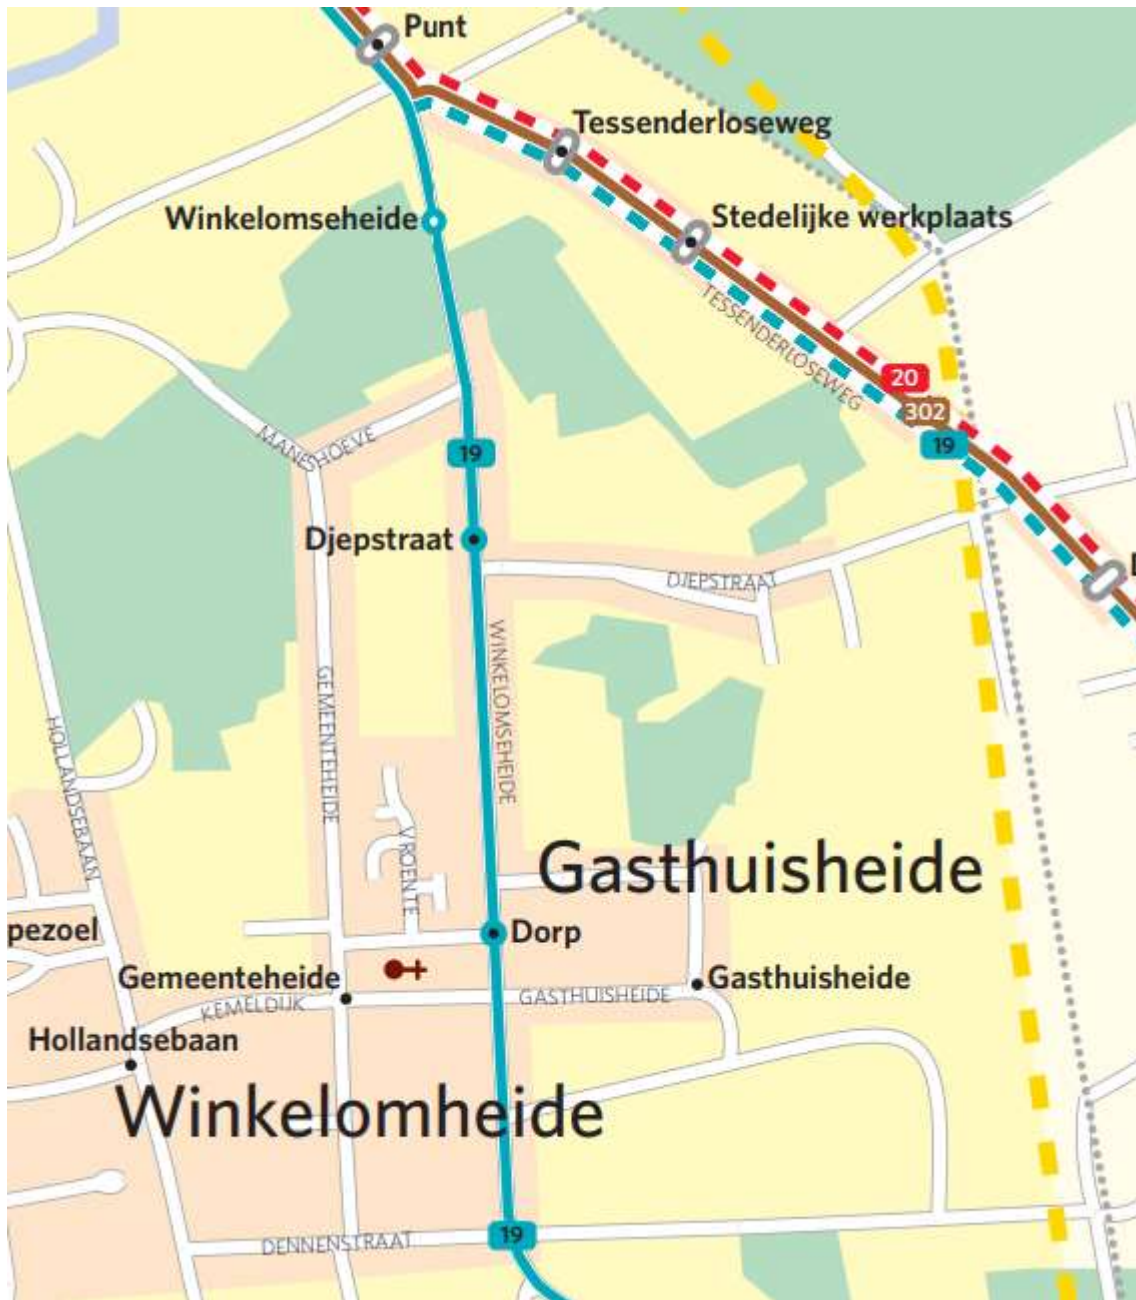 Punt
Tessenderloseweg
Winkelomseheide
Stedelijke werkplaats
TESSENDERLOSEWEG
20
302
19
MANISHOEVE
19
Djepstraat
DJEPSTRAAT
WINKELOMSEHEIDE
GEMEENTEHEIDE
HOLLANDSEBAAN
VROENTE
Gasthuisheide
pezoel
Dorp
Gemeenteheide
Gasthuisheide
KEMELDIJK
GASTHUISHEIDE
Hollandsebaan
Winkelomheide
19
DENNENSTRAAT